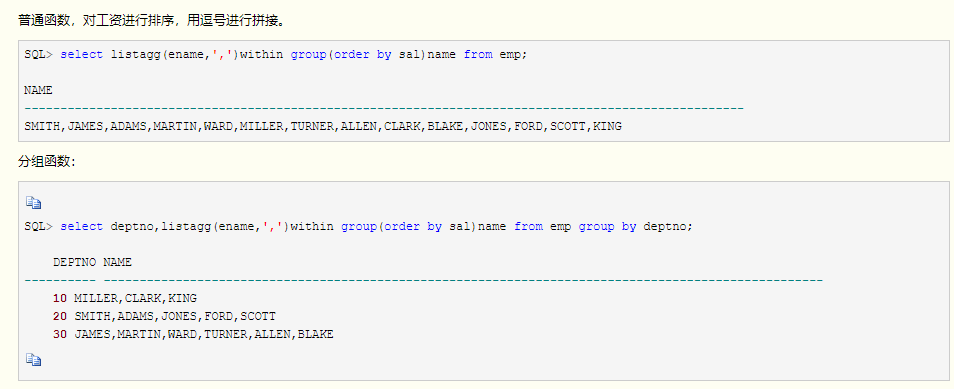 普通函数，对工资进行排序，用逗号进行拼接。
SQL> select listagg(ename,',')within group(order by sal)name from emp;
NAME
----------------------------------------------------------------------------------------------------
SMITH,JAMES,ADAMS,MARTIN,WARD,MILLER,TURNER,ALLEN,CLARK,BLAKE,JONES,FORD,SCOTT,KING
分组函数：
SQL> select deptno,listagg(ename,',')within group(order by sal)name from emp group by deptno;
DEPTNO NAME
---------- ----------------------------------------------------------------------------------------------------
10 MILLER,CLARK,KING
20 SMITH,ADAMS,JONES,FORD,SCOTT
30 JAMES,MARTIN,WARD,TURNER,ALLEN,BLAKE